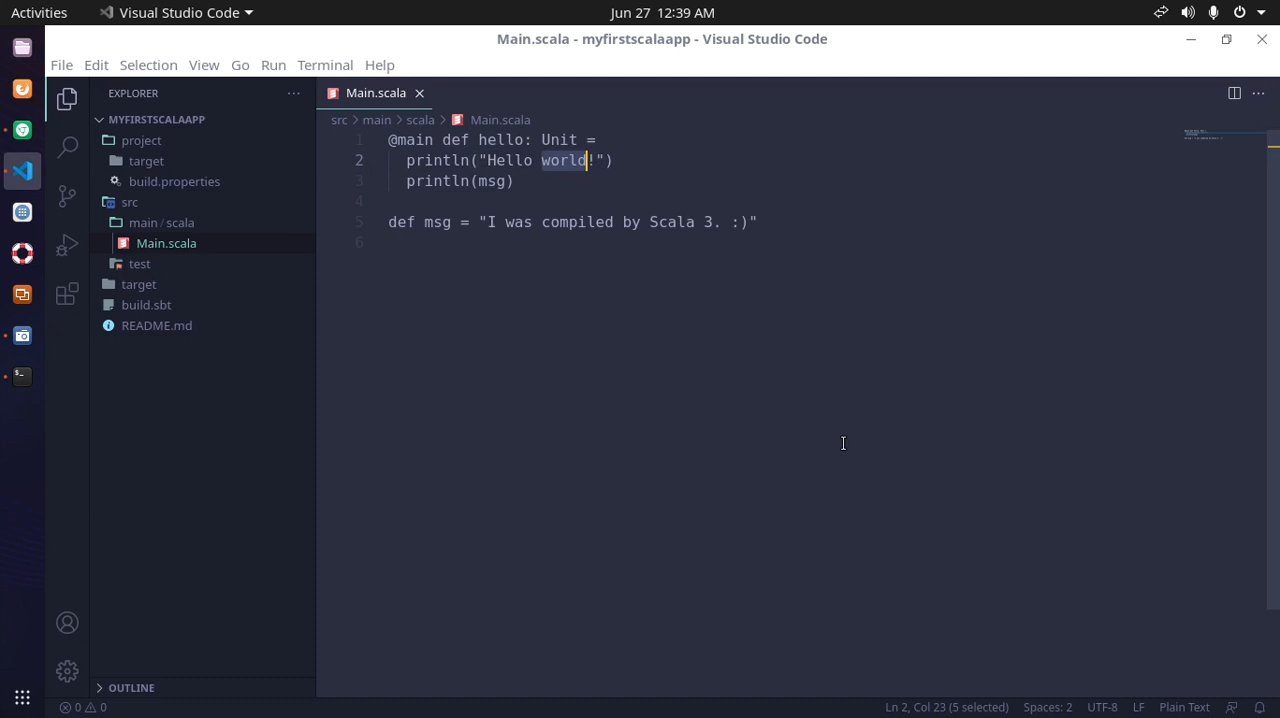 Activities Visual Studio Code Jun 27 12:39 AM
Main.scala - myfirstscalaapp - Visual Studio Code
File Edit Selection View Go Run Terminal Help
EXPLORER
MYFIRSTSCALAAPP
project
target
build.properties
src
main / scala
Main.scala
test
target
build.sbt
README.md
OUTLINE
Main.scala
src main scala Main.scala
1 @main def hello: Unit =
2 println("Hello world!")
3 println(msg)
4
5 def msg = "I was compiled by Scala 3. :)"
6
0 0 Ln 2, Col 23 (5 selected) Spaces: 2 UTF-8 LF Plain Text